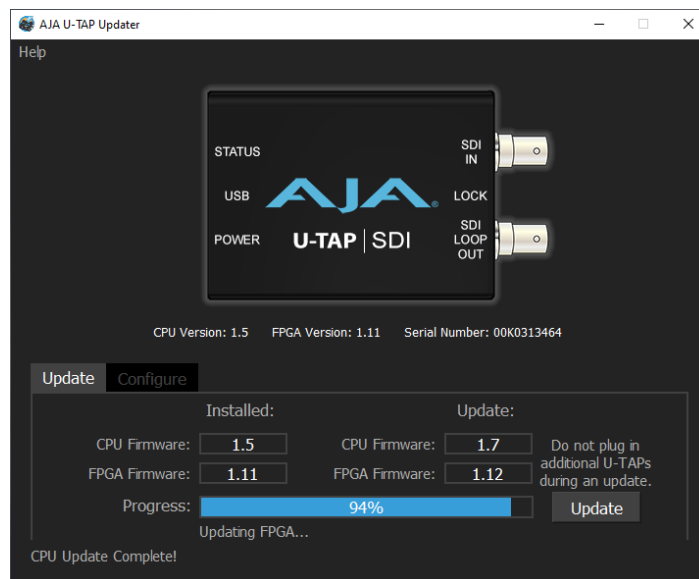 AJA U-TAP Updater
Help
STATUS
SDI
IN
USB
AJA®
LOCK
POWER
U-TAP | SDI
SDI
LOOP
OUT
CPU Version: 1.5 FPGA Version: 1.11 Serial Number: 00K0313464
Update Configure
Installed: Update:
CPU Firmware: 1.5 CPU Firmware: 1.7
FPGA Firmware: 1.11 FPGA Firmware: 1.12
Do not plug in
additional U-TAPs
during an update.
Progress: 94% Update
Updating FPGA...
CPU Update Complete!